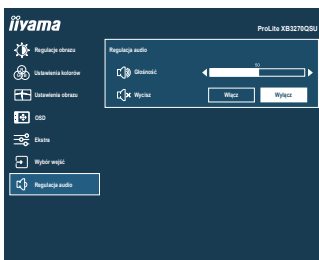 iiyama
ProLite XB3270QSU
Regulacja obrazu
Ustawienia kolorów
Ustawienia obrazu
OSD
Ekstra
Wybór wejść
Regulacja audio
Regulacja audio
Głośność
50
Wycisz
Włącz
Wyłącz